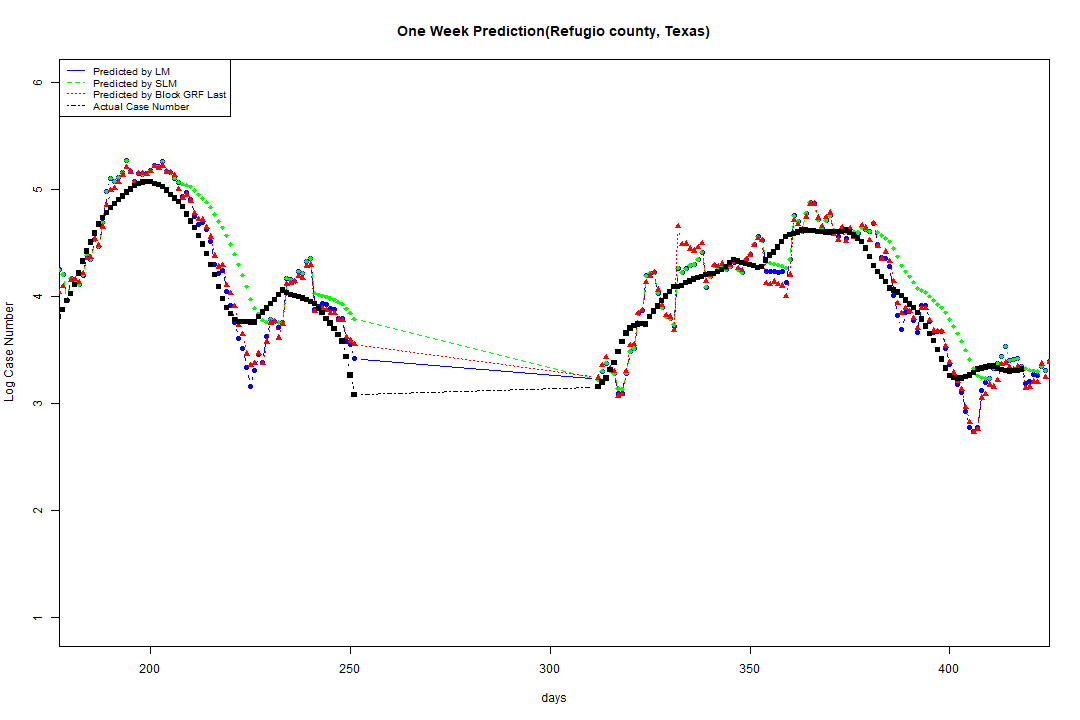 One Week Prediction(Refugio county, Texas)
Predicted by LM
Predicted by SLM
Predicted by Block GRF Last
Actual Case Number
6
5
4
3
2
1
Log Case Number
200
250
300
350
400
days